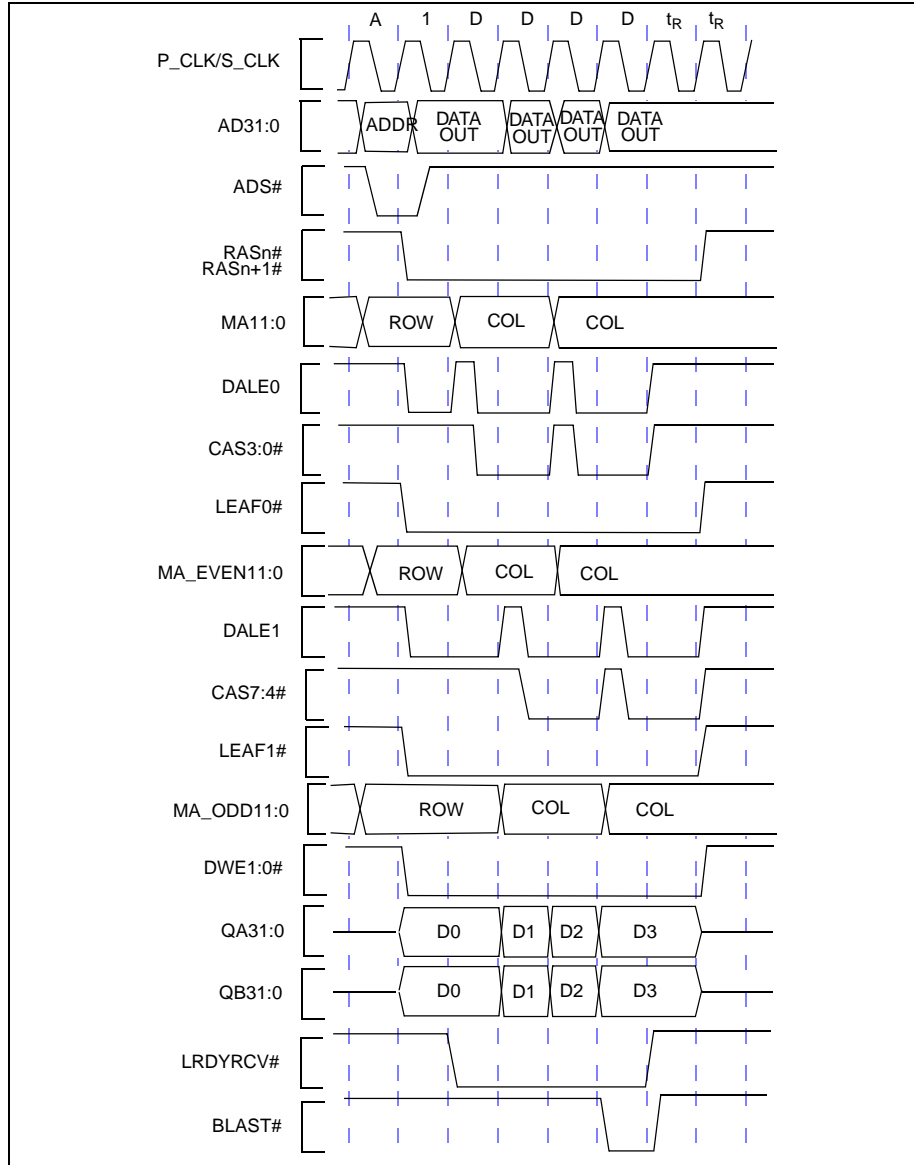 A 1 D D D D tR tR
P_CLK/S_CLK
AD31:0 ADDR DATA OUT DATA OUT DATA OUT DATA OUT
ADS#
RASn#
RASn+1#
MA11:0 ROW COL COL
DALE0
CAS3:0#
LEAF0#
MA_EVEN11:0 ROW COL COL
DALE1
CAS7:4#
LEAF1#
MA_ODD11:0 ROW COL COL
DWE1:0#
QA31:0 D0 D1 D2 D3
QB31:0 D0 D1 D2 D3
LRDYRCV#
BLAST#